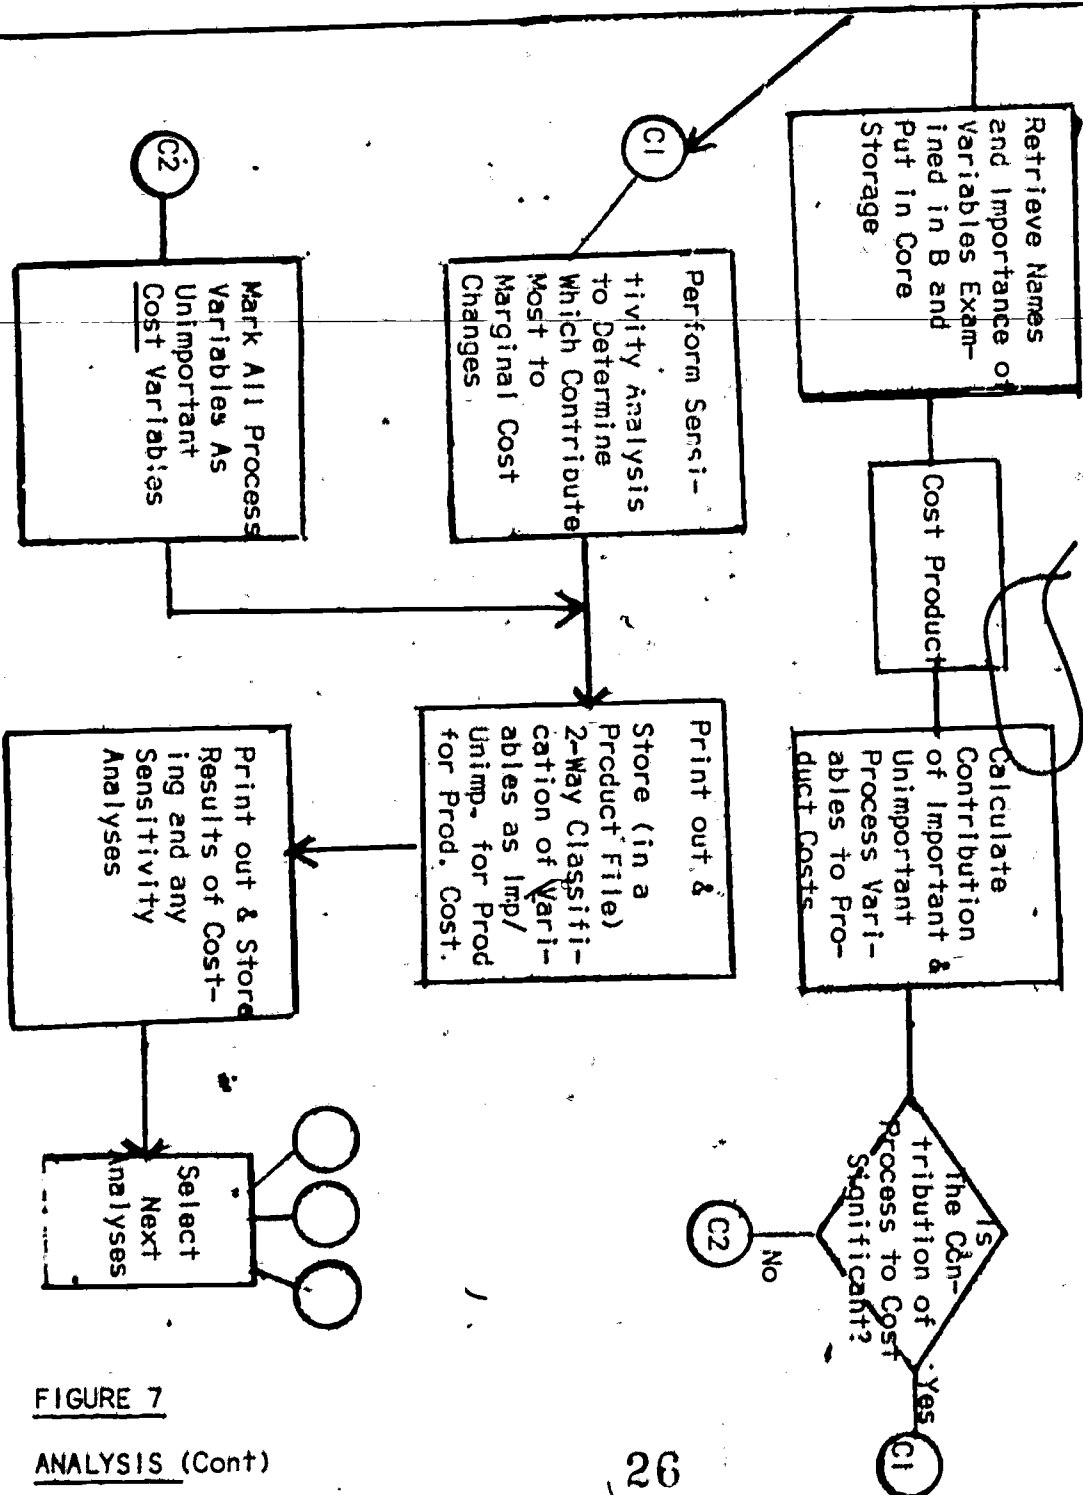 Retrieve Names
and Importance of
Variables Exam-
ined in B and
Put in Core
Storage
Cost Product
Calculate
Contribution
of Important &
Unimportant
Process Vari-
ables to Pro-
duct Costs
Is
The Con-
tribution of
Process to Cost
Significant?
Yes
C1
No
C2
C1
Perform Sensi-
tivity Analysis
to Determine
Which Contribute
Most to
Marginal Cost
Changes
Print out &
Store (in a
Product File)
2-Way Classifi-
cation of Vari-
ables as Imp/
Unimp. for Prod
for Prod. Cost.
C2
Mark All Process
Variables As
Unimportant
Cost Variables
Print out & Store
Results of Cost-
ing and any
Sensitivity
Analyses
Select
Next
Analyses
FIGURE 7
ANALYSIS (Cont)
26